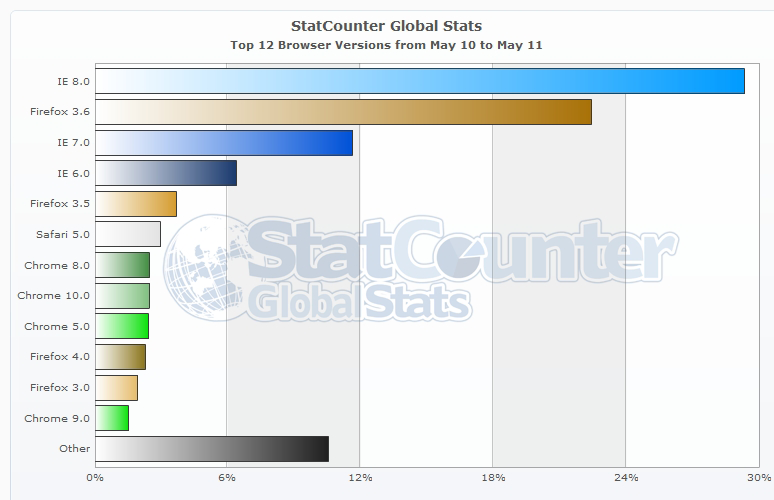 StatCounter Global Stats
Top 12 Browser Versions from May 10 to May 11
IE 8.0
Firefox 3.6
IE 7.0
IE 6.0
Firefox 3.5
Safari 5.0
StatCounter
Chrome 8.0
GlobalStats
Chrome 10.0
Chrome 5.0
Firefox 4.0
Firefox 3.0
Chrome 9.0
Other
0% 6% 12% 18% 24% 30%